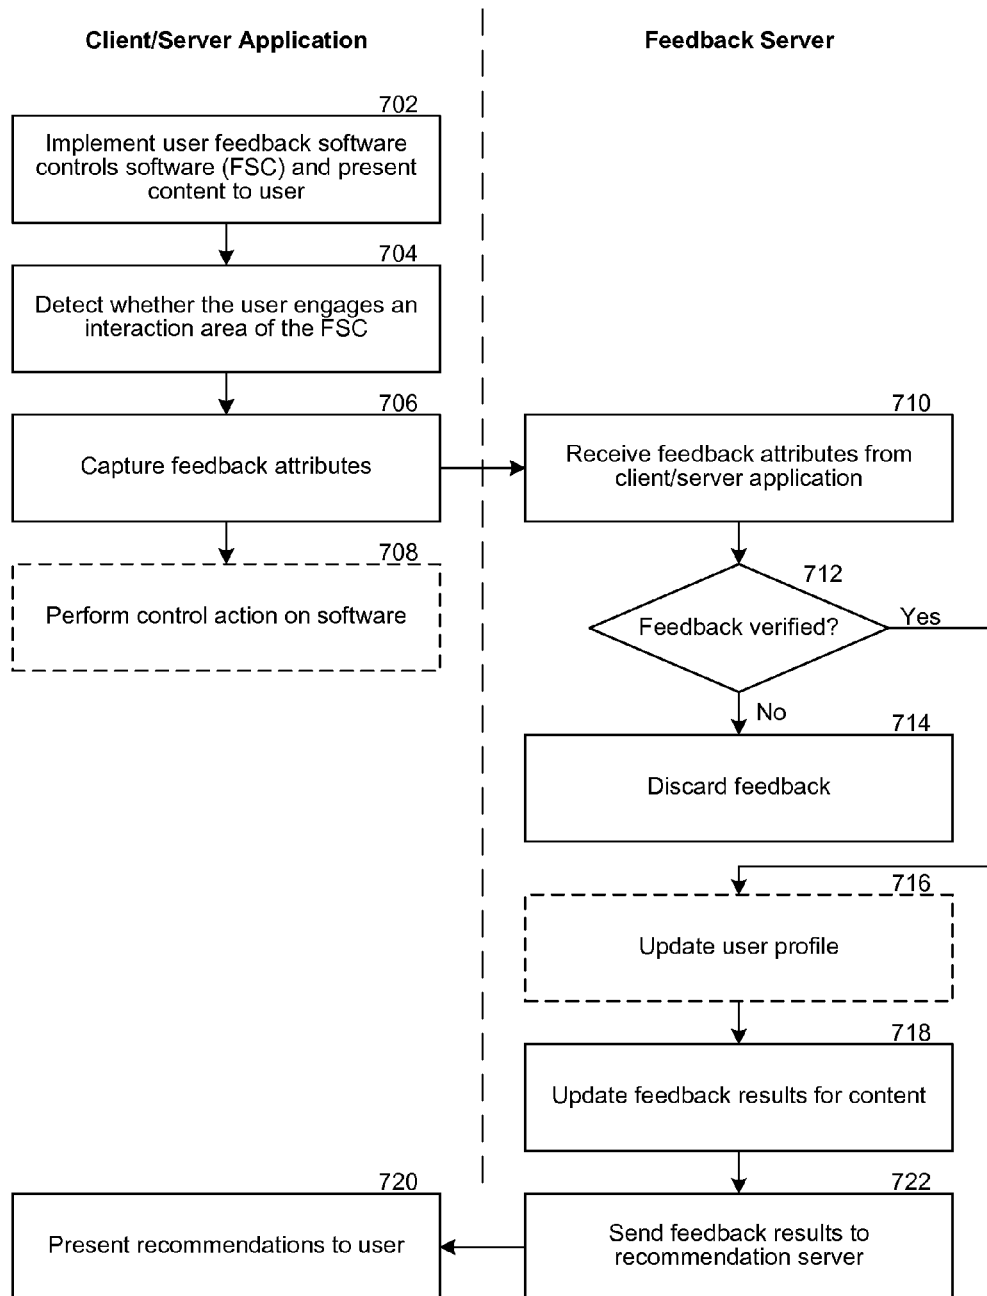 Client/Server Application
Feedback Server
702
Implement user feedback software
controls software (FSC) and present
content to user
704
Detect whether the user engages an
interaction area of the FSC
706
Capture feedback attributes
708
Perform control action on software
710
Receive feedback attributes from
client/server application
712
Feedback verified?
Yes
No
714
Discard feedback
716
Update user profile
718
Update feedback results for content
720
Present recommendations to user
722
Send feedback results to
recommendation server